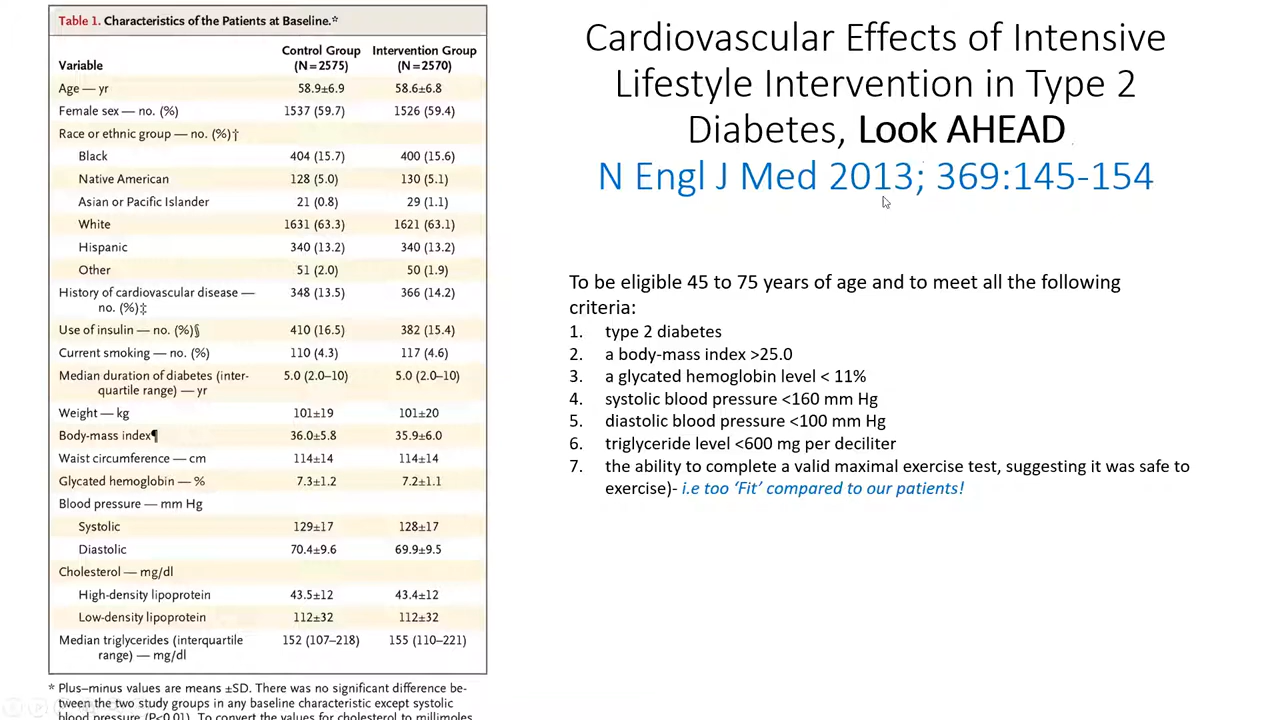 Table 1. Characteristics of the Patients at Baseline.*
Variable Control Group (N=2575) Intervention Group (N=2570)
Age — yr 58.9±6.9 58.6±6.8
Female sex — no. (%) 1537 (59.7) 1526 (59.4)
Race or ethnic group — no. (%)†
Black 404 (15.7) 400 (15.6)
Native American 128 (5.0) 130 (5.1)
Asian or Pacific Islander 21 (0.8) 29 (1.1)
White 1631 (63.3) 1621 (63.1)
Hispanic 340 (13.2) 340 (13.2)
Other 51 (2.0) 50 (1.9)
History of cardiovascular disease — 348 (13.5) 366 (14.2)
no. (%)‡
Use of insulin — no. (%)§ 410 (16.5) 382 (15.4)
Current smoking — no. (%) 110 (4.3) 117 (4.6)
Median duration of diabetes (inter- 5.0 (2.0–10) 5.0 (2.0–10)
quartile range) — yr
Weight — kg 101±19 101±20
Body-mass index¶ 36.0±5.8 35.9±6.0
Waist circumference — cm 114±14 114±14
Glycated hemoglobin — % 7.3±1.2 7.2±1.1
Blood pressure — mm Hg
Systolic 129±17 128±17
Diastolic 70.4±9.6 69.9±9.5
Cholesterol — mg/dl
High-density lipoprotein 43.5±12 43.4±12
Low-density lipoprotein 112±32 112±32
Median triglycerides (interquartile 152 (107–218) 155 (110–221)
range) — mg/dl
* Plus–minus values are means ±SD. There was no significant difference be-
tween the two study groups in any baseline characteristic except systolic
blood pressure (P<0.01). To convert the values for cholesterol to millimoles
Cardiovascular Effects of Intensive
Lifestyle Intervention in Type 2
Diabetes, Look AHEAD
N Engl J Med 2013; 369:145-154
To be eligible 45 to 75 years of age and to meet all the following
criteria:
1. type 2 diabetes
2. a body-mass index >25.0
3. a glycated hemoglobin level < 11%
4. systolic blood pressure <160 mm Hg
5. diastolic blood pressure <100 mm Hg
6. triglyceride level <600 mg per deciliter
7. the ability to complete a valid maximal exercise test, suggesting it was safe to
exercise)- i.e too ‘Fit’ compared to our patients!